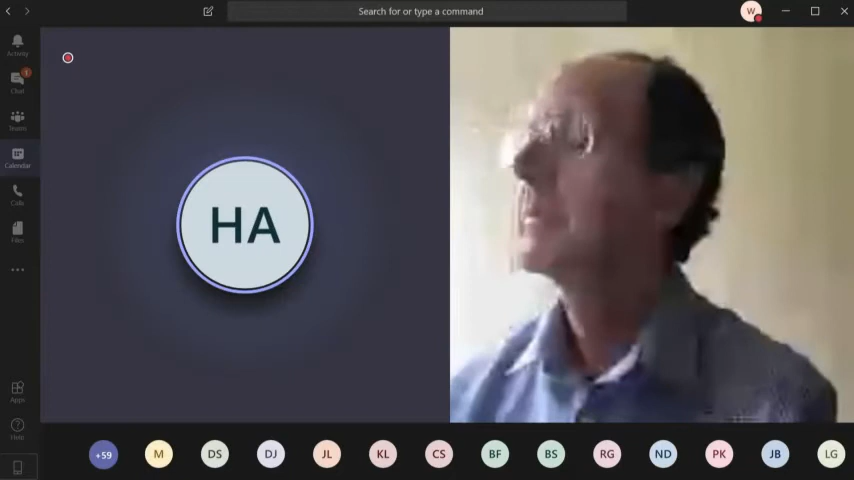 Search for or type a command
W
Activity
1
Chat
Teams
Calendar
Calls
Files
HA
Apps
Help
+59
M
DS
DJ
JL
KL
CS
BF
BS
RG
ND
PK
JB
LG